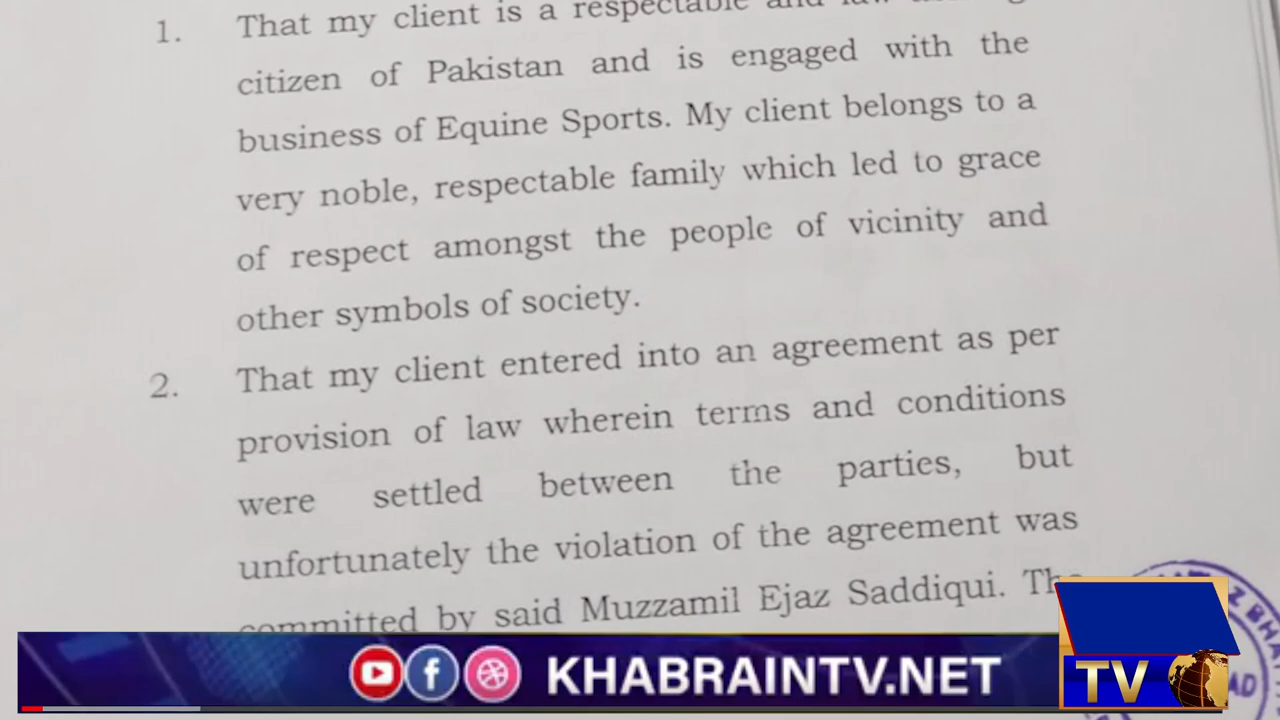 1. That my client is a respectable and law
citizen of Pakistan and is engaged with the
business of Equine Sports. My client belongs to a
very noble, respectable family which led to grace
of respect amongst the people of vicinity and
other symbols of society.
2. That my client entered into an agreement as per
provision of law wherein terms and conditions
were settled between the parties, but
unfortunately the violation of the agreement was
committed by said Muzzamil Ejaz Saddiqui. The
KHABRAINTV.NET
TV